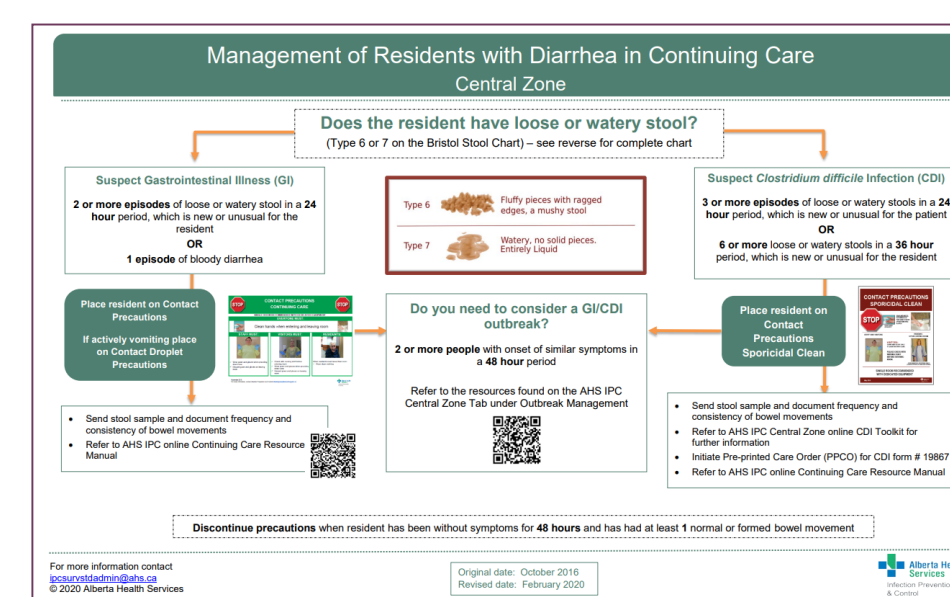 Management of Residents with Diarrhea in Continuing Care
Central Zone
Does the resident have loose or watery stool?
(Type 6 or 7 on the Bristol Stool Chart) – see reverse for complete chart
Suspect Gastrointestinal Illness (GI)
2 or more episodes of loose or watery stool in a 24
hour period, which is new or unusual for the
resident
OR
1 episode of bloody diarrhea
Type 6
Fluffy pieces with ragged
edges, a mushy stool
Type 7
Watery, no solid pieces.
Entirely Liquid
Suspect Clostridium difficile Infection (CDI)
3 or more episodes of loose or watery stools in a 24
hour period, which is new or unusual for the patient
OR
6 or more loose or watery stools in a 36 hour
period, which is new or unusual for the resident
Place resident on Contact
Precautions
If actively vomiting place
on Contact Droplet
Precautions
STOP
CONTACT PRECAUTIONS
CONTINUING CARE
STOP
Clean hands when entering and leaving room
Do you need to consider a GI/CDI
outbreak?
2 or more people with onset of similar symptoms in
a 48 hour period
Refer to the resources found on the AHS IPC
Central Zone Tab under Outbreak Management
Place resident on
Contact
Precautions
Sporicidal Clean
CONTACT PRECAUTIONS
SPORICIDAL CLEAN
STOP
• Send stool sample and document frequency and
consistency of bowel movements
• Refer to AHS IPC online Continuing Care Resource
Manual
• Send stool sample and document frequency and
consistency of bowel movements
• Refer to AHS IPC Central Zone online CDI Toolkit for
further information
• Initiate Pre-printed Care Order (PPCO) for CDI form # 19867
• Refer to AHS IPC online Continuing Care Resource Manual
Discontinue precautions when resident has been without symptoms for 48 hours and has had at least 1 normal or formed bowel movement
For more information contact
ipcsurvstdadmin@ahs.ca
© 2020 Alberta Health Services
Original date: October 2016
Revised date: February 2020
Alberta He
Services
Infection Preventio
& Control